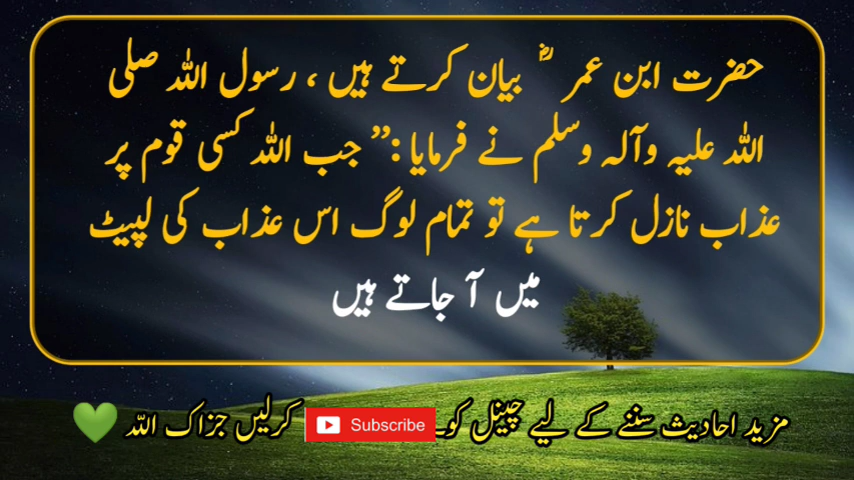 حضرت ابن عمر ؓ بیان کرتے ہیں ، رسول اللہ صلی
اللہ علیہ وآلہ وسلم نے فرمایا :’’ جب اللہ کسی قوم پر
عذاب نازل کرتا ہے تو تمام لوگ اس عذاب کی لپیٹ
میں آ جاتے ہیں
مزید احادیث سننے کے لیے چینل کو Subscribe کرلیں جزاک اللہ 💚